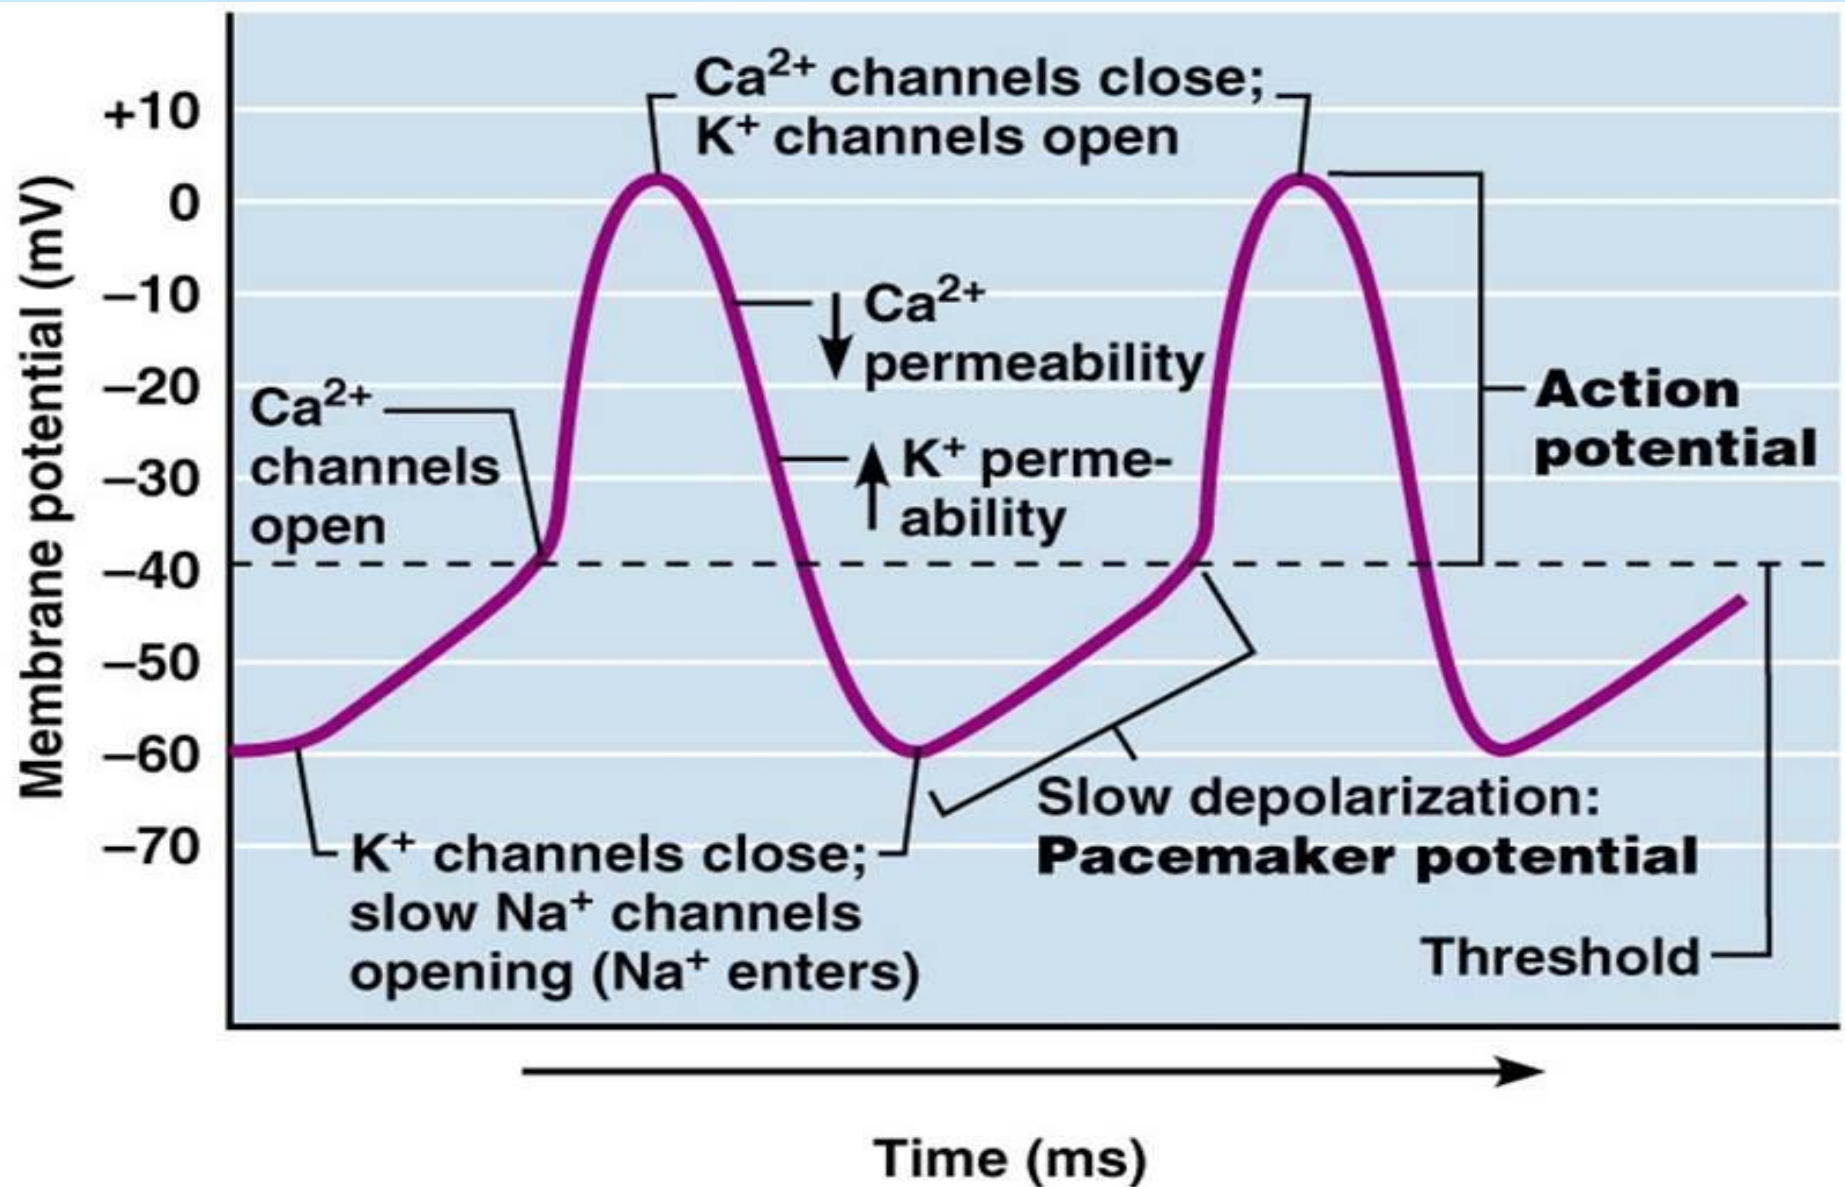 Ca²⁺ channels close;
K⁺ channels open
+10
0
–10
–20
–30
–40
–50
–60
–70
Membrane potential (mV)
Ca²⁺
permeability
Ca²⁺
channels
open
K⁺ perme-
ability
Action
potential
K⁺ channels close;
slow Na⁺ channels
opening (Na⁺ enters)
Slow depolarization:
Pacemaker potential
Threshold
Time (ms)